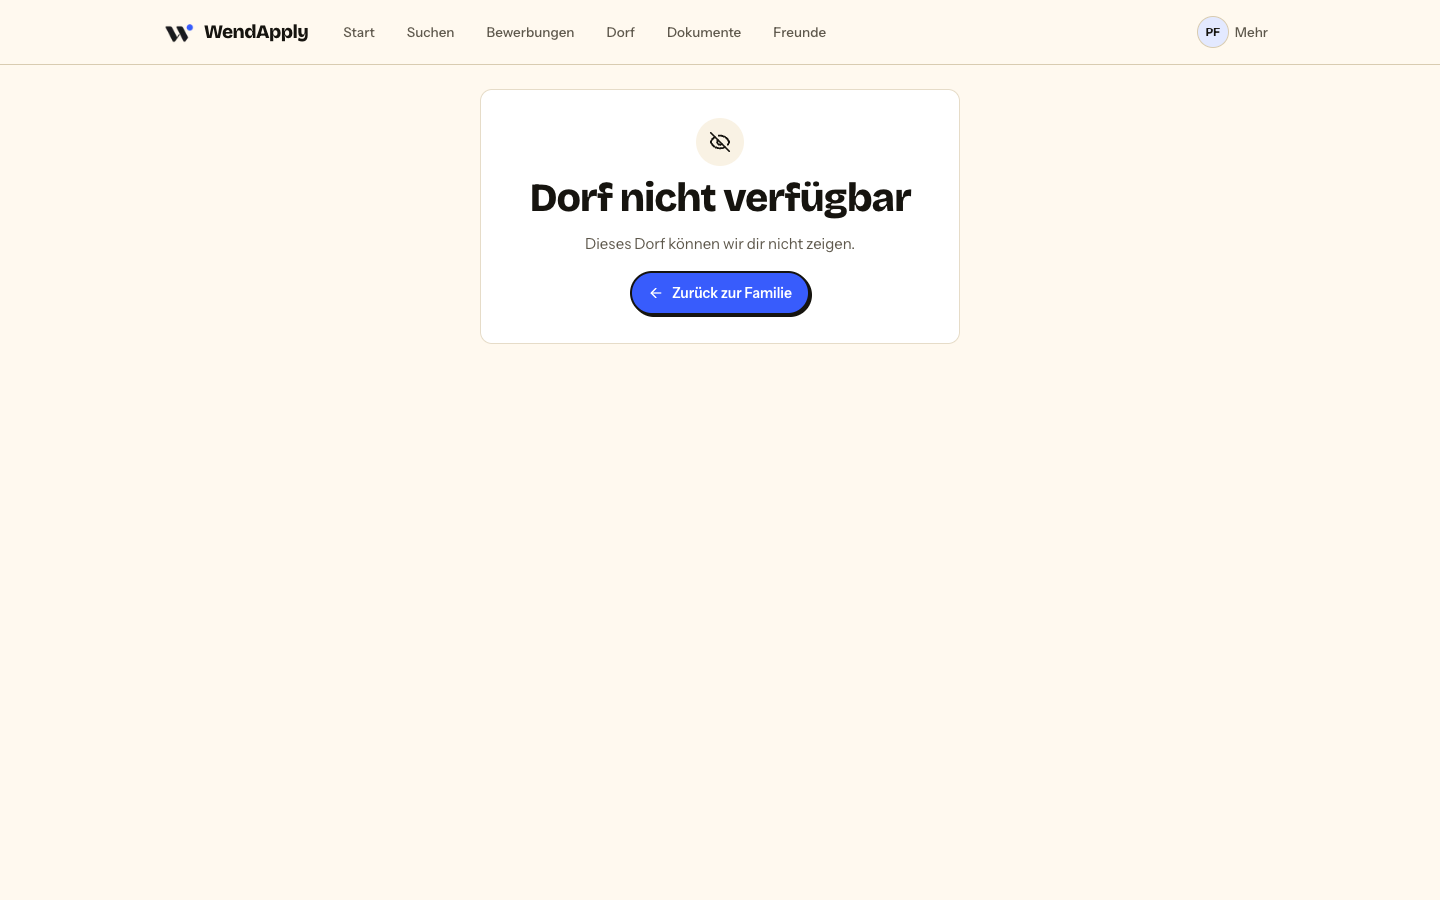 WendApply
Start
Suchen
Bewerbungen
Dorf
Dokumente
Freunde
PF
Mehr
Dorf nicht verfügbar
Dieses Dorf können wir dir nicht zeigen.
Zurück zur Familie